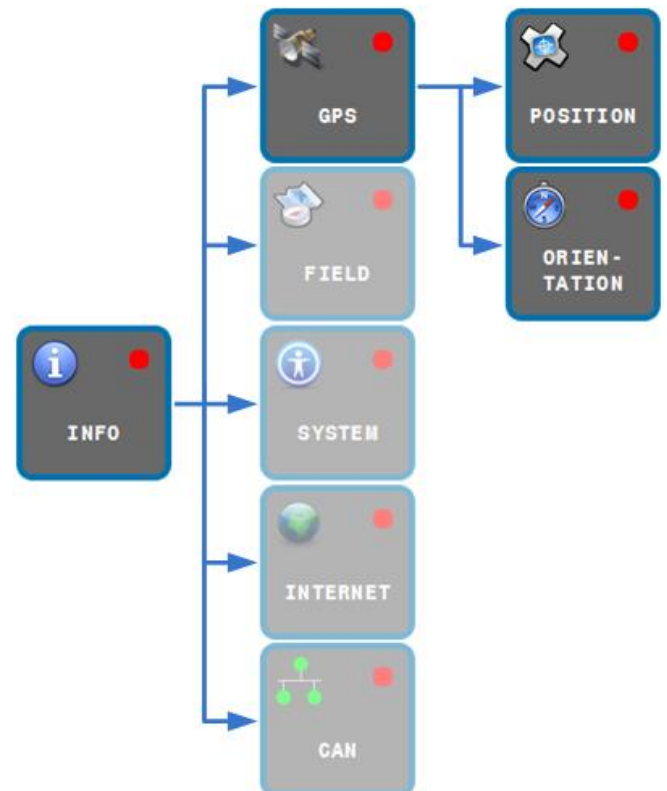 GPS
POSITION
FIELD
ORIEN-
TATION
INFO
SYSTEM
INTERNET
CAN